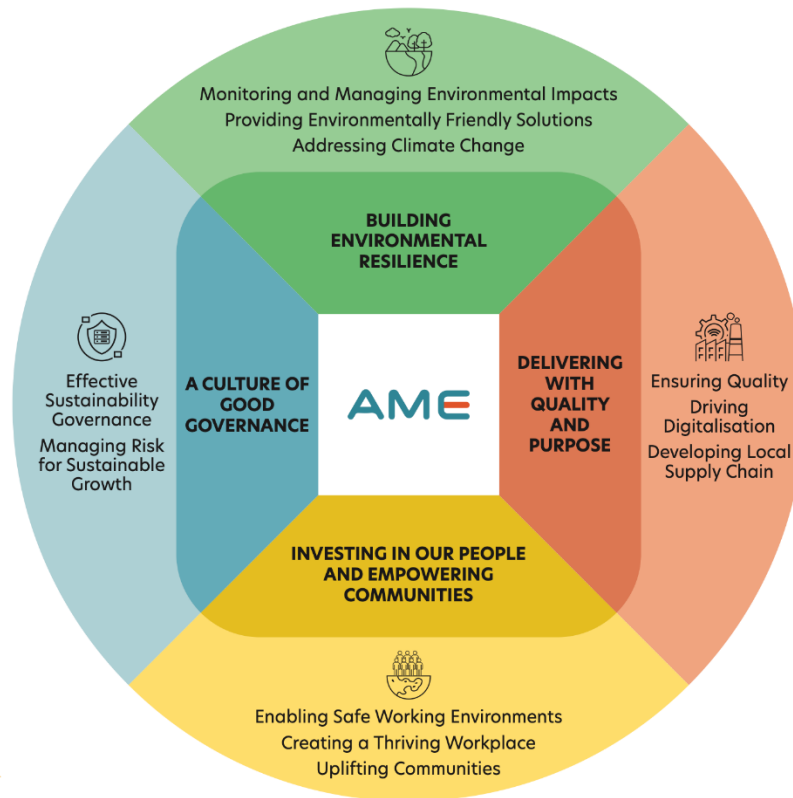 Monitoring and Managing Environmental Impacts
Providing Environmentally Friendly Solutions
Addressing Climate Change
BUILDING
ENVIRONMENTAL
RESILIENCE
Effective
Sustainability
Governance
Managing Risk
for Sustainable
Growth
A CULTURE OF
GOOD
GOVERNANCE
AME
DELIVERING
WITH
QUALITY
AND
PURPOSE
Ensuring Quality
Driving
Digitalisation
Developing Local
Supply Chain
INVESTING IN OUR PEOPLE
AND EMPOWERING
COMMUNITIES
Enabling Safe Working Environments
Creating a Thriving Workplace
Uplifting Communities